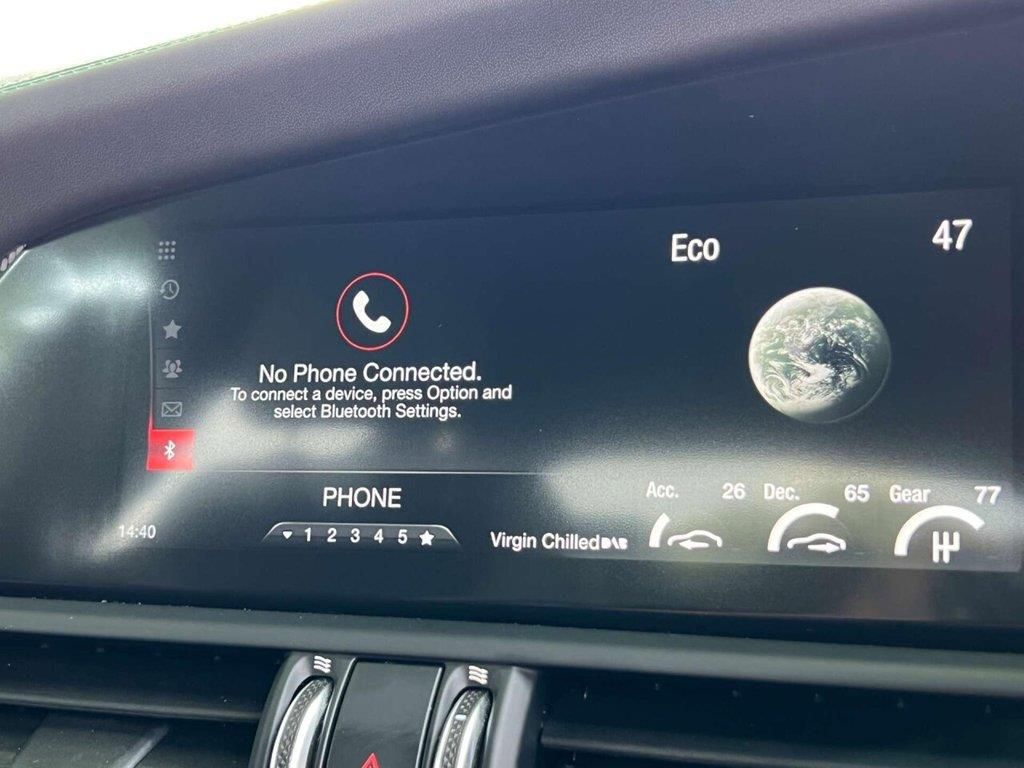 Eco
47
No Phone Connected.
To connect a device, press Option and
select Bluetooth Settings.
Acc. 26 Dec. 65 Gear 77
PHONE
14:40
1 2 3 4 5
Virgin Chilled DAB